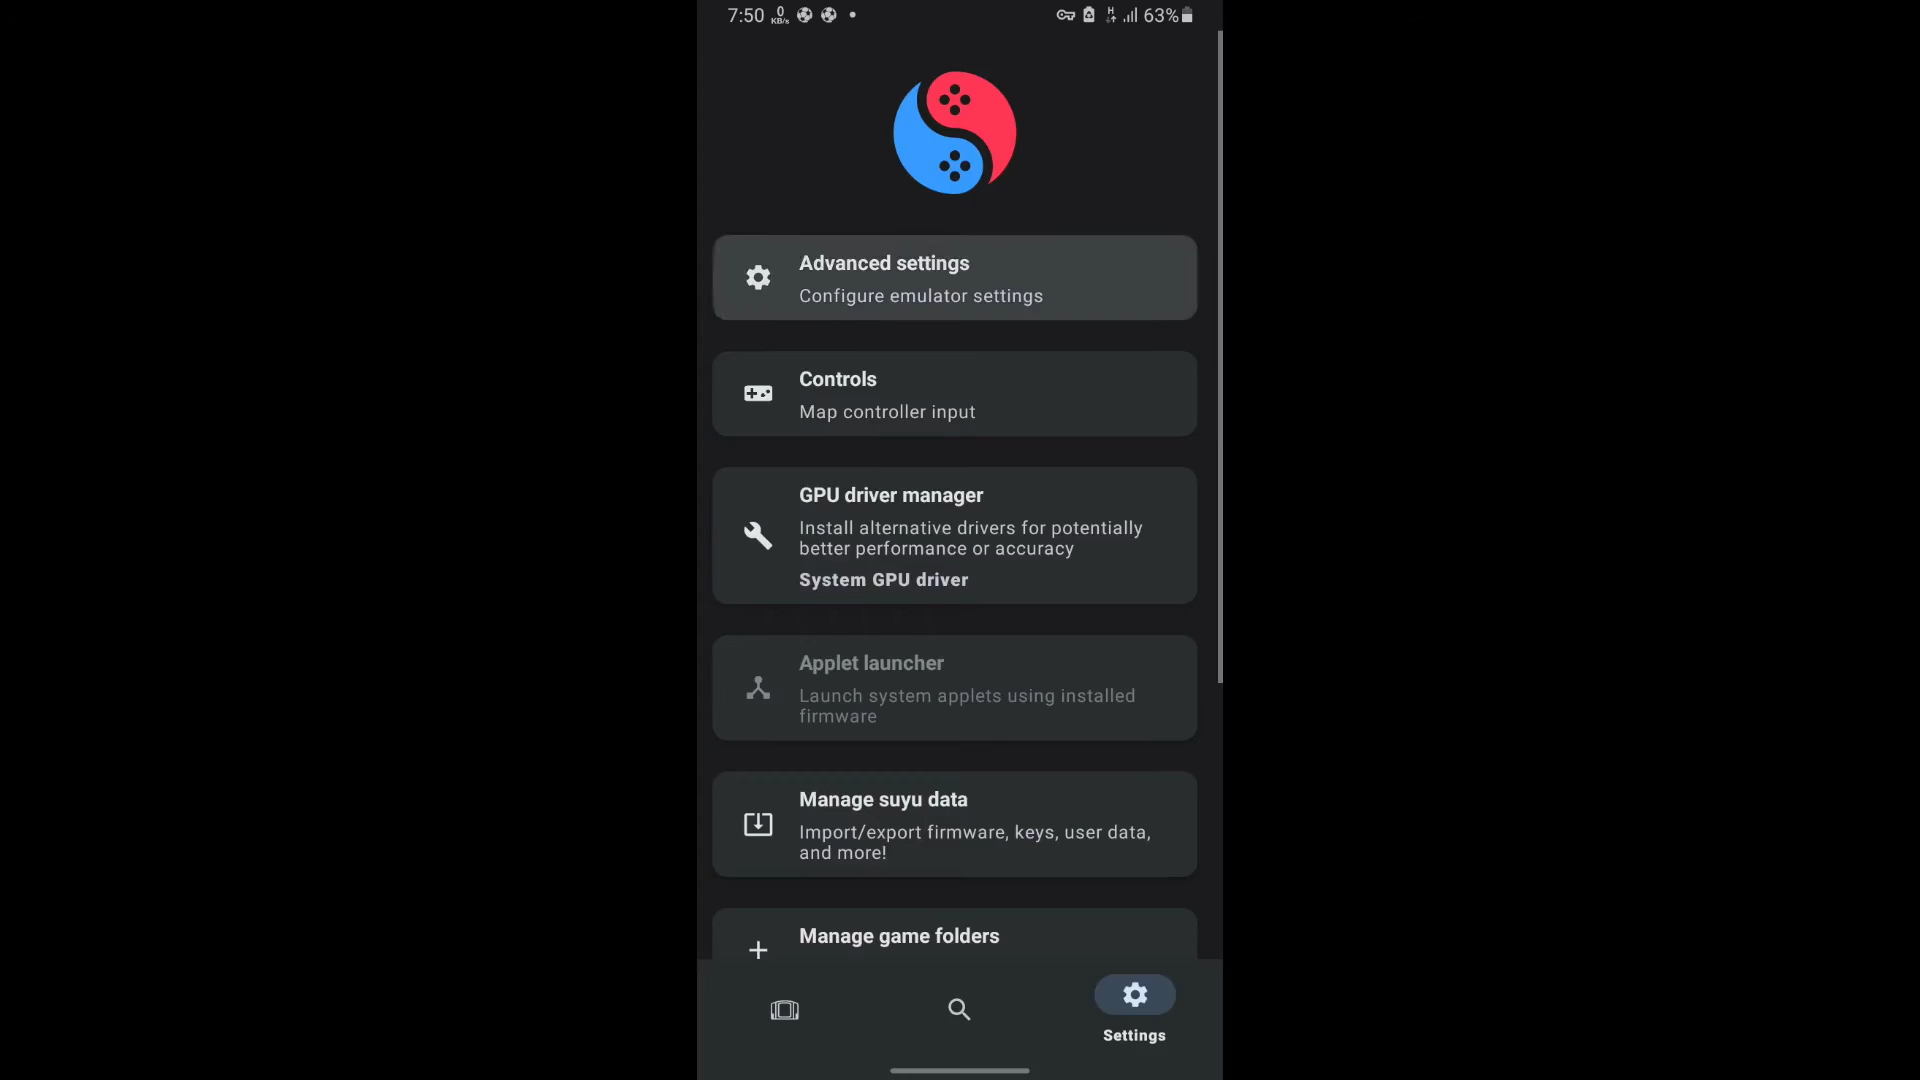 7:50 0 KB/s H 63%
Advanced settings
Configure emulator settings
Controls
Map controller input
GPU driver manager
Install alternative drivers for potentially
better performance or accuracy
System GPU driver
Applet launcher
Launch system applets using installed
firmware
Manage suyu data
Import/export firmware, keys, user data,
and more!
Manage game folders
Settings